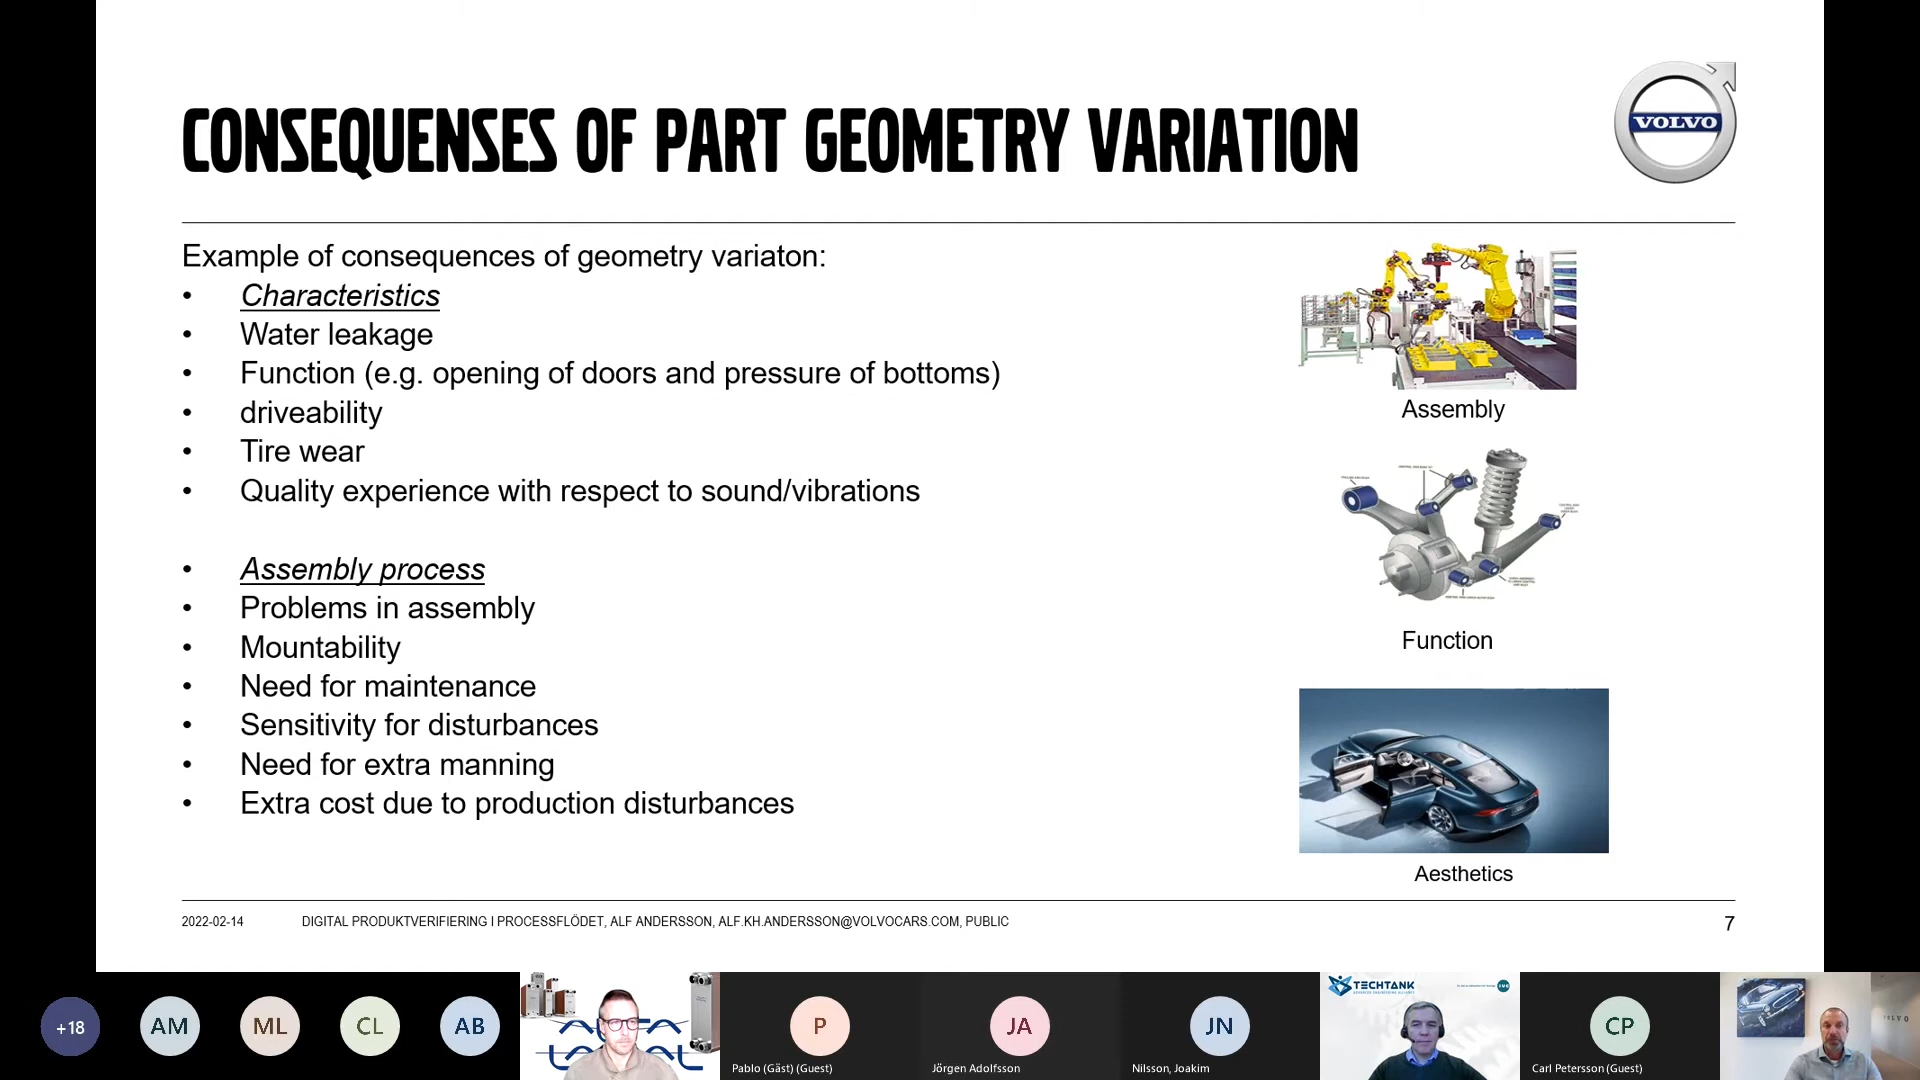 CONSEQUENSES OF PART GEOMETRY VARIATION
VOLVO
Example of consequences of geometry variaton:
• Characteristics
• Water leakage
• Function (e.g. opening of doors and pressure of bottoms)
• driveability
• Tire wear
• Quality experience with respect to sound/vibrations
• Assembly process
• Problems in assembly
• Mountability
• Need for maintenance
• Sensitivity for disturbances
• Need for extra manning
• Extra cost due to production disturbances
Assembly
Function
Aesthetics
2022-02-14
DIGITAL PRODUKTVERIFIERING I PROCESSFLÖDET, ALF ANDERSSON, ALF.KH.ANDERSSON@VOLVOCARS.COM, PUBLIC
7
+18
AM
ML
CL
AB
ALFA
LAVAL
P
Pablo (Gäst) (Guest)
JA
Jörgen Adolfsson
JN
Nilsson, Joakim
TECHTANK
CP
Carl Petersson (Guest)
VOLVO